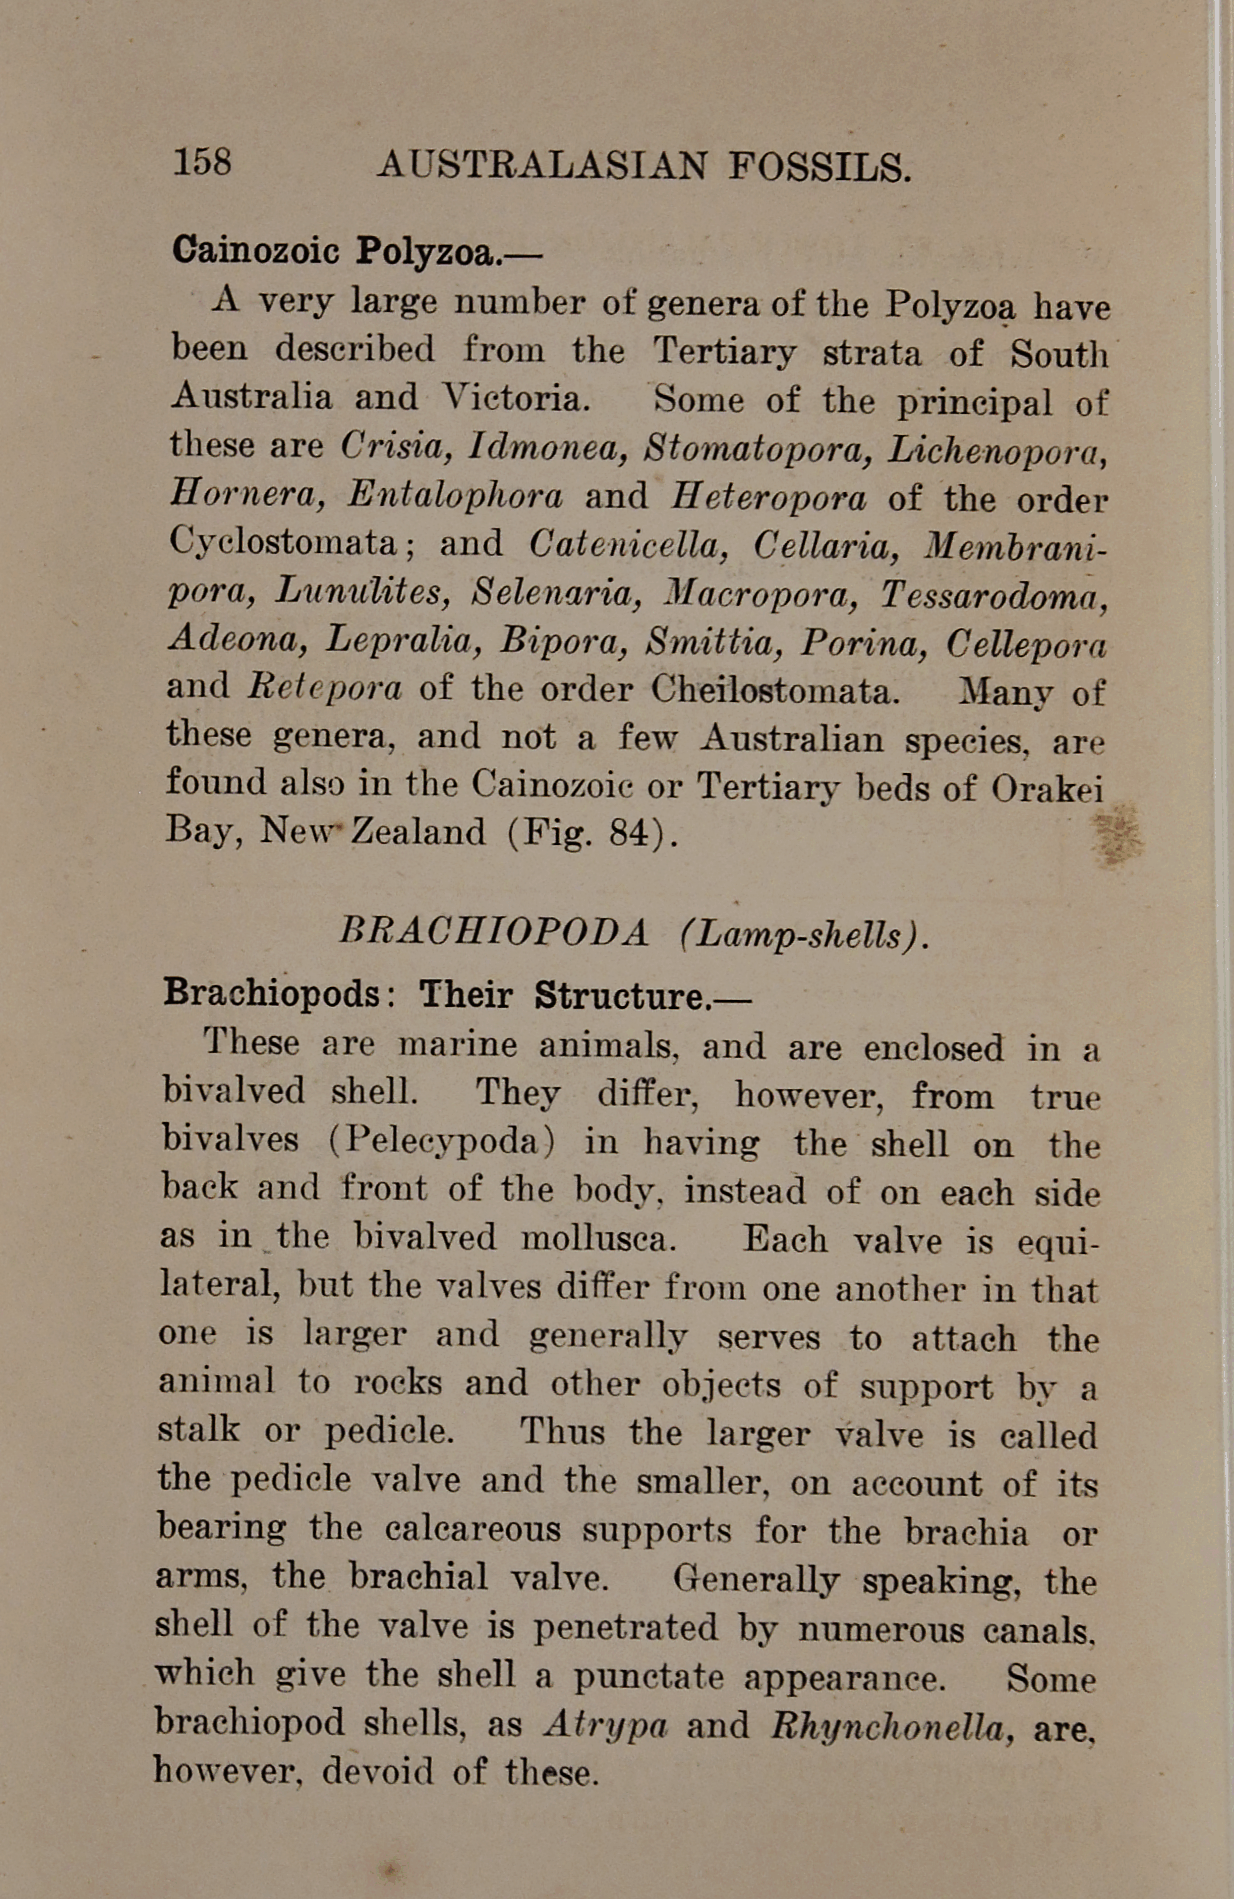 158 AUSTRALASIAN FOSSILS.
Cainozoic Polyzoa.—
A very large number of genera of the Polyzoa have
been described from the Tertiary strata of South
Australia and Victoria. Some of the principal of
these are Crisia, Idmonea, Stomatopora, Lichenopora,
Hornera, Entalophora and Heteropora of the order
Cyclostomata; and Catenicella, Cellaria, Membrani-
pora, Lunulites, Selenaria, Macropora, Tessarodoma,
Adeona, Lepralia, Bipora, Smittia, Porina, Cellepora
and Retepora of the order Cheilostomata. Many of
these genera, and not a few Australian species, are
found also in the Cainozoic or Tertiary beds of Orakei
Bay, New Zealand (Fig. 84).
BRACHIOPODA (Lamp-shells).
Brachiopods: Their Structure.—
These are marine animals, and are enclosed in a
bivalved shell. They differ, however, from true
bivalves (Pelecypoda) in having the shell on the
back and front of the body, instead of on each side
as in the bivalved mollusca. Each valve is equi-
lateral, but the valves differ from one another in that
one is larger and generally serves to attach the
animal to rocks and other objects of support by a
stalk or pedicle. Thus the larger valve is called
the pedicle valve and the smaller, on account of its
bearing the calcareous supports for the brachia or
arms, the brachial valve. Generally speaking, the
shell of the valve is penetrated by numerous canals,
which give the shell a punctate appearance. Some
brachiopod shells, as Atrypa and Rhynchonella, are,
however, devoid of these.